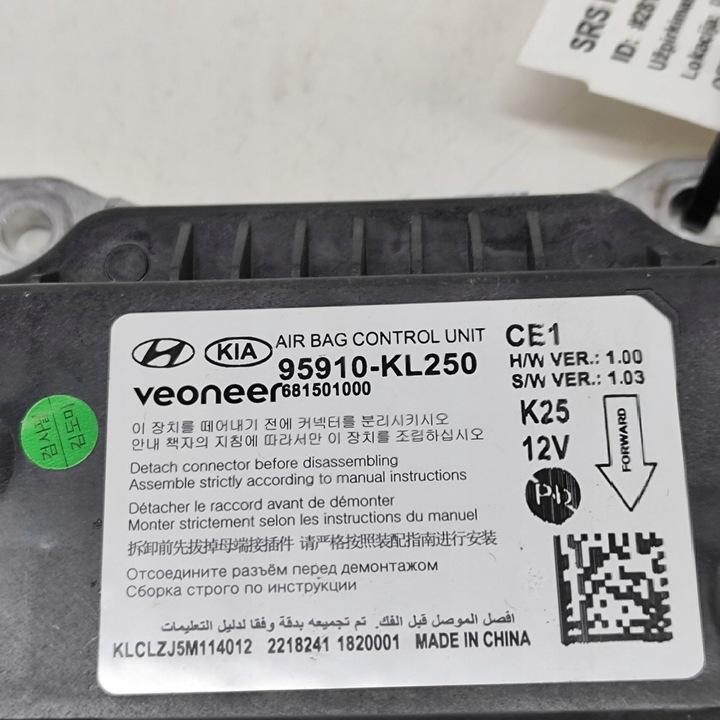 SRS
ID:
KIA
AIR BAG CONTROL UNIT
95910-KL250
veoneer 681501000
CE1
H/W VER.: 1.00
S/W VER.: 1.03
K25
12V
FORWARD
이 장치를 떼어내기 전에 커넥터를 분리시키시오
안내 책자의 지침에 따라서만 이 장치를 조립하십시오
Detach connector before disassembling
Assemble strictly according to manual instructions
Détacher le raccord avant de démonter
Monter strictement selon les instructions du manuel
拆卸前先拔掉母端接插件 请严格按照装配指南进行安装
Отсоедините разъём перед демонтажом
Сборка строго по инструкции
افصل الموصل قبل الفك. تم تجميعه بدقة وفقا لدليل التعليمات
KLCLZJ5M114012 2218241 1820001 MADE IN CHINA
검사필
김도미